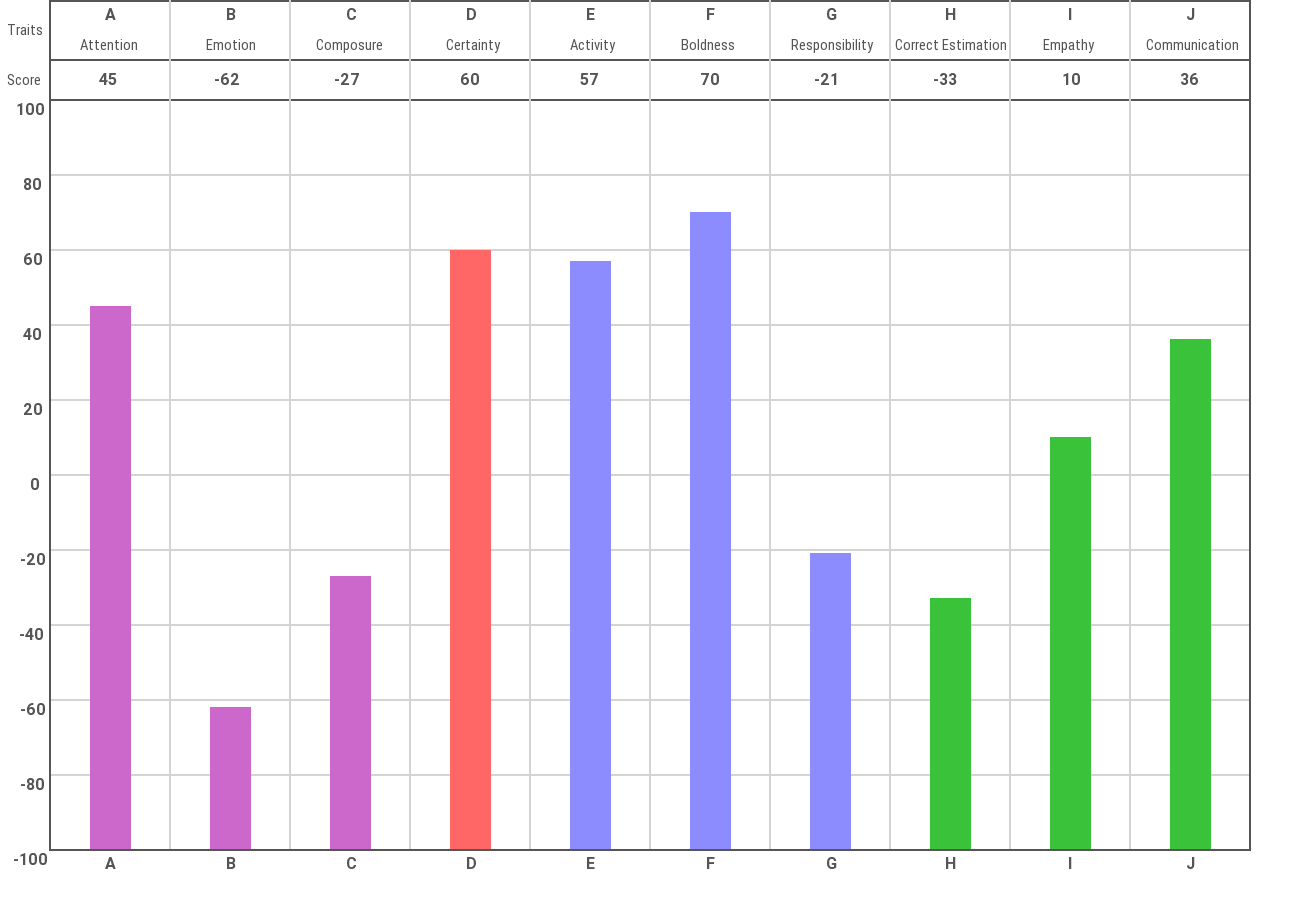 Traits A B C D E F G H I J
Attention Emotion Composure Certainty Activity Boldness Responsibility Correct Estimation Empathy Communication
Score 45 -62 -27 60 57 70 -21 -33 10 36
100
80
60
40
20
0
-20
-40
-60
-80
-100
A B C D E F G H I J